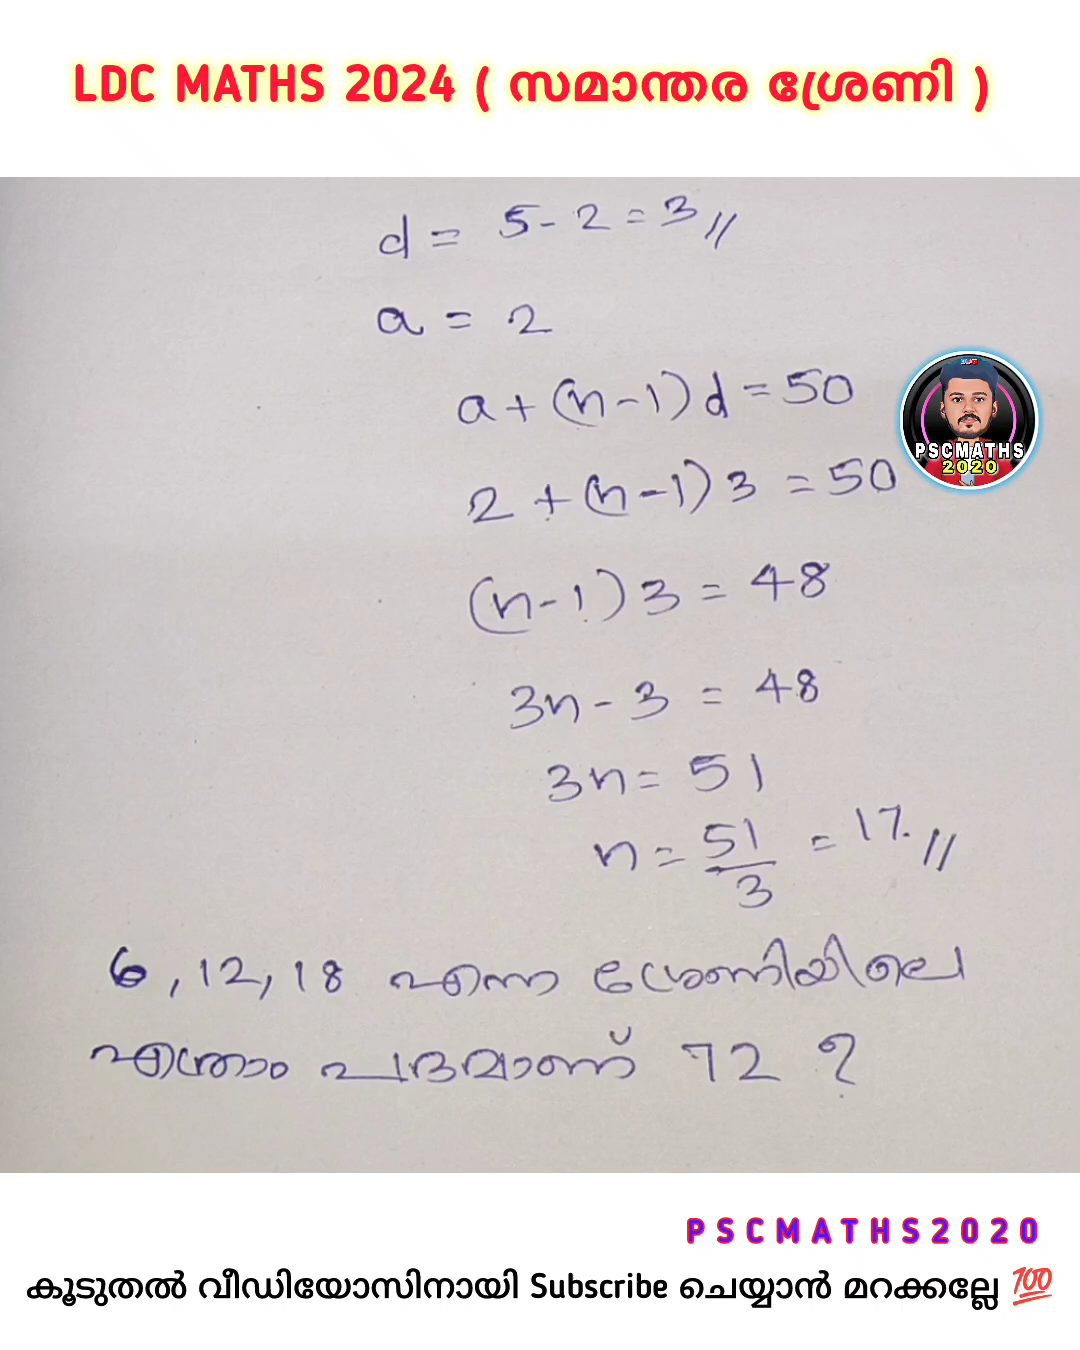 LDC MATHS 2024 ( സമാന്തര ശ്രേണി )
d = 5 - 2 = 3 //
a = 2
a + (n-1) d = 50
2 + (n-1) 3 = 50
(n-1) 3 = 48
3n - 3 = 48
3n = 51
n = 51/3 = 17. //
PSCMATHS
2020
6, 12, 18 എന്ന ശ്രേണിയിലെ
എത്രാം പദമാണ് 72 ?
PSCMATHS2020
കൂടുതൽ വീഡിയോസിനായി Subscribe ചെയ്യാൻ മറക്കല്ലേ 💯